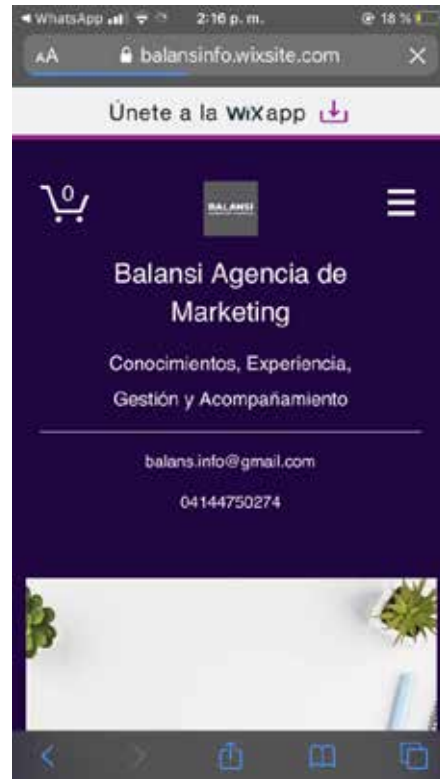 WhatsApp 2:16 p. m. 18 %
AA balansinfo.wixsite.com
Únete a la WiXapp
0
BALANSI
Balansi Agencia de
Marketing
Conocimientos, Experiencia,
Gestión y Acompañamiento
balans.info@gmail.com
04144750274